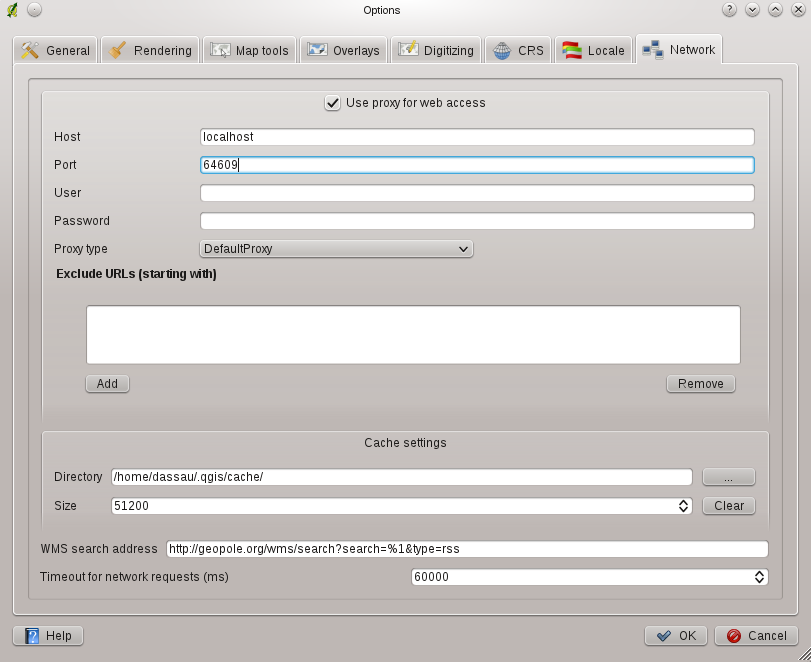 Options
General Rendering Map tools Overlays Digitizing CRS Locale Network
Use proxy for web access
Host localhost
Port 64609
User
Password
Proxy type DefaultProxy
Exclude URLs (starting with)
Add Remove
Cache settings
Directory /home/dassau/.qgis/cache/ ...
Size 51200 Clear
WMS search address http://geopole.org/wms/search?search=%1&type=rss
Timeout for network requests (ms) 60000
Help OK Cancel